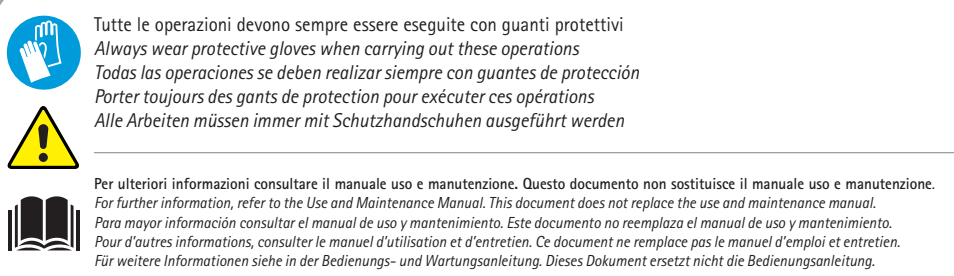 Tutte le operazioni devono sempre essere eseguite con guanti protettivi
Always wear protective gloves when carrying out these operations
Todas las operaciones se deben realizar siempre con guantes de protección
Porter toujours des gants de protection pour exécuter ces opérations
Alle Arbeiten müssen immer mit Schutzhandschuhen ausgeführt werden
Per ulteriori informazioni consultare il manuale uso e manutenzione. Questo documento non sostituisce il manuale uso e manutenzione.
For further information, refer to the Use and Maintenance Manual. This document does not replace the use and maintenance manual.
Para mayor información consultar el manual de uso y mantenimiento. Este documento no reemplaza el manual de uso y mantenimiento.
Pour d'autres informations, consulter le manuel d'utilisation et d'entretien. Ce document ne remplace pas le manuel d'emploi et entretien.
Für weitere Informationen siehe in der Bedienungs- und Wartungsanleitung. Dieses Dokument ersetzt nicht die Bedienungsanleitung.